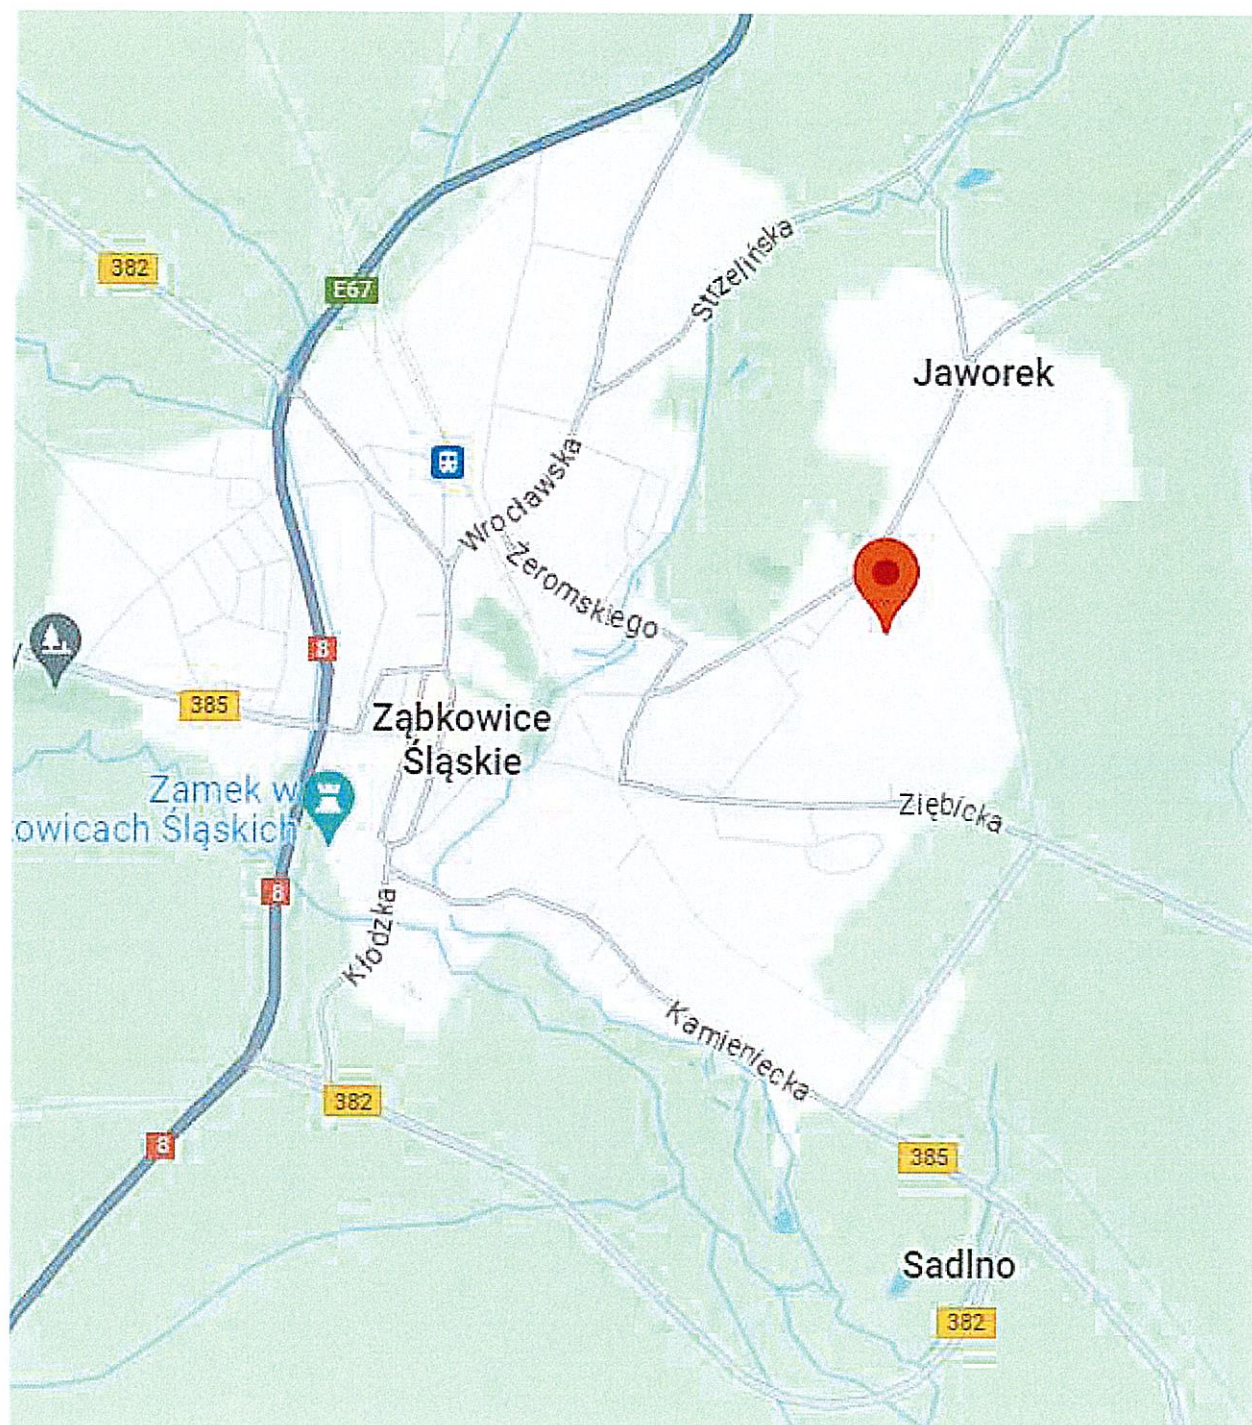 382
E67
Strzelińska
Jaworek
Wrocławska
Żeromskiego
8
385
Ząbkowice
Śląskie
Zamek w
owicach Śląskich
Ziębicka
8
Kłodzka
Kamieniecka
382
8
385
Sadlno
382